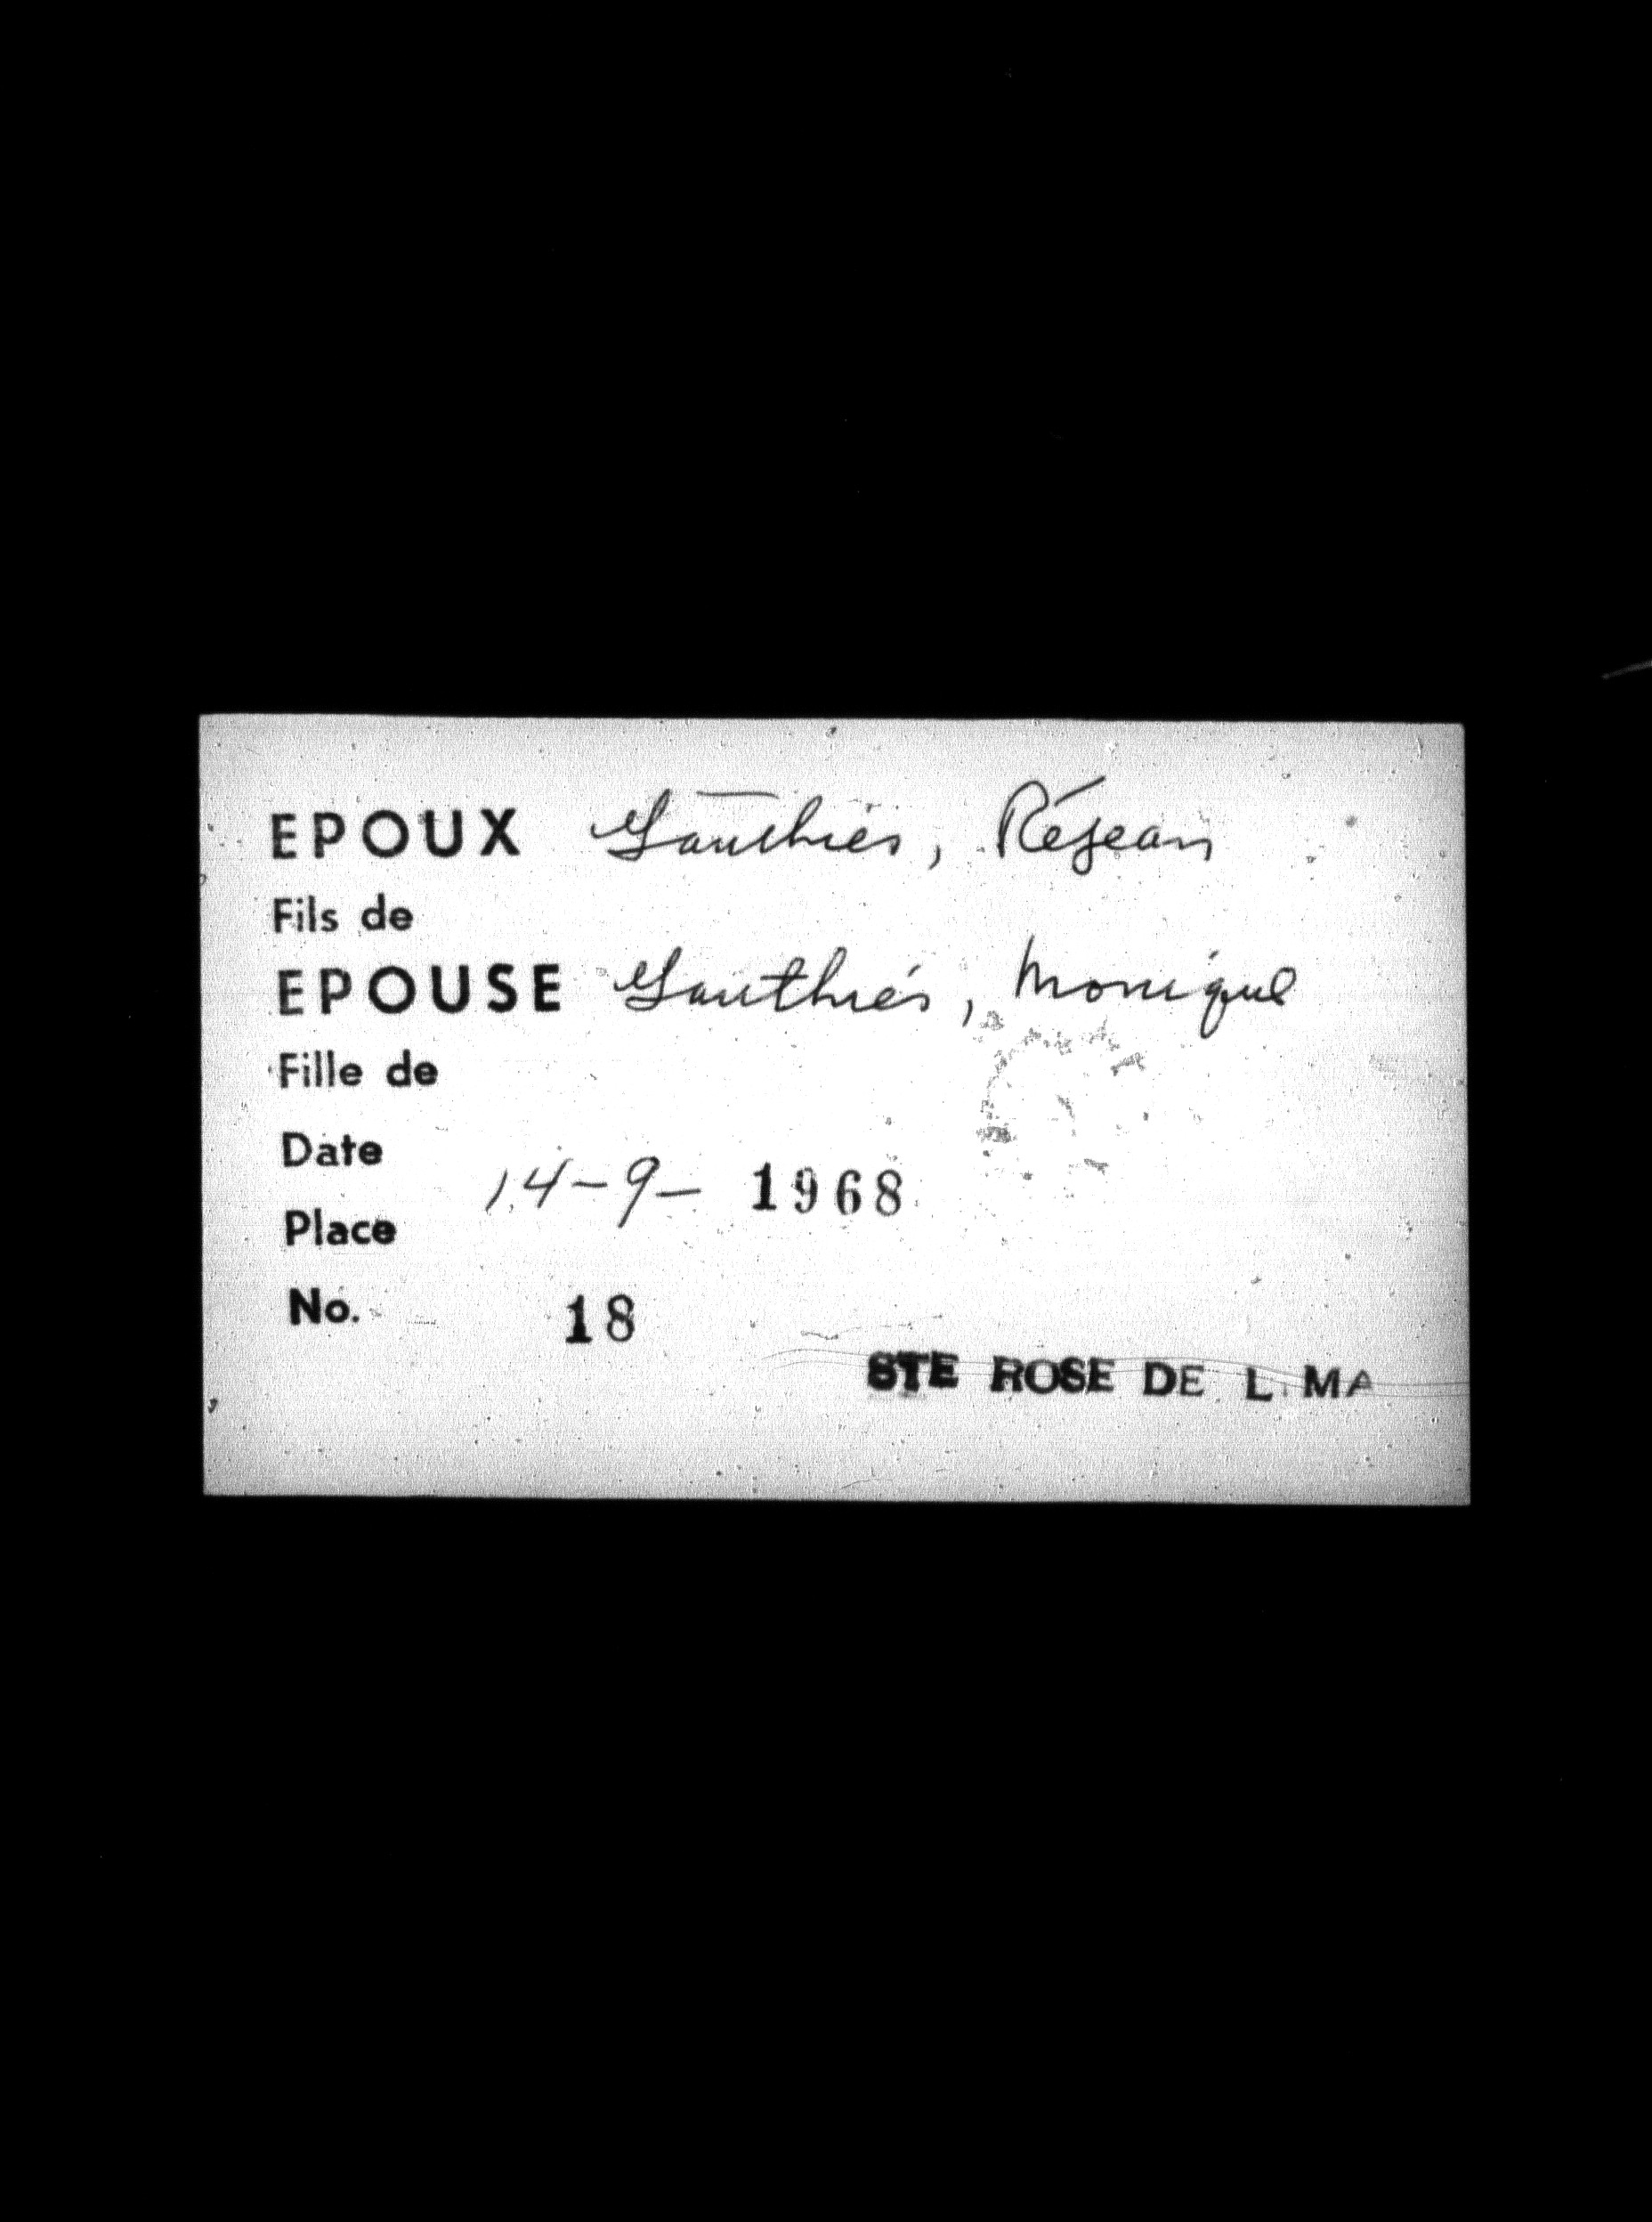 EPOUX Gauthier, Réjean
Fils de
EPOUSE Gauthier, Monique
Fille de
Date
14-9- 1968
Place
No. 18
STE ROSE DE LIMA